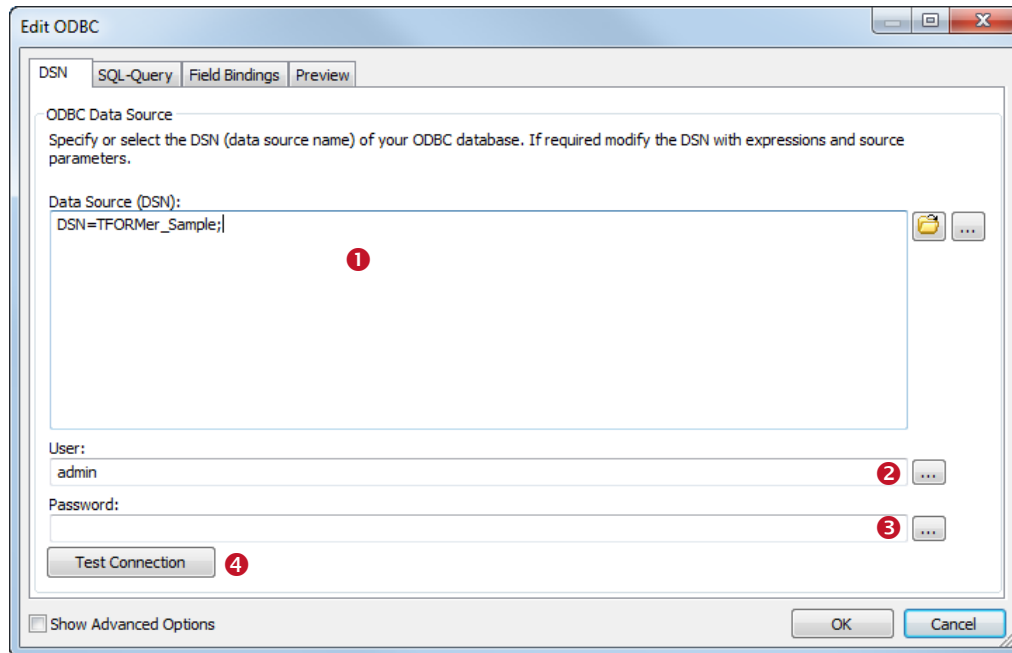 Edit ODBC
DSN SQL-Query Field Bindings Preview
ODBC Data Source
Specify or select the DSN (data source name) of your ODBC database. If required modify the DSN with expressions and source
parameters.
Data Source (DSN):
DSN=TFORMer_Sample;
...
1
User:
admin
2
...
Password:
3
...
Test Connection
4
Show Advanced Options
OK
Cancel